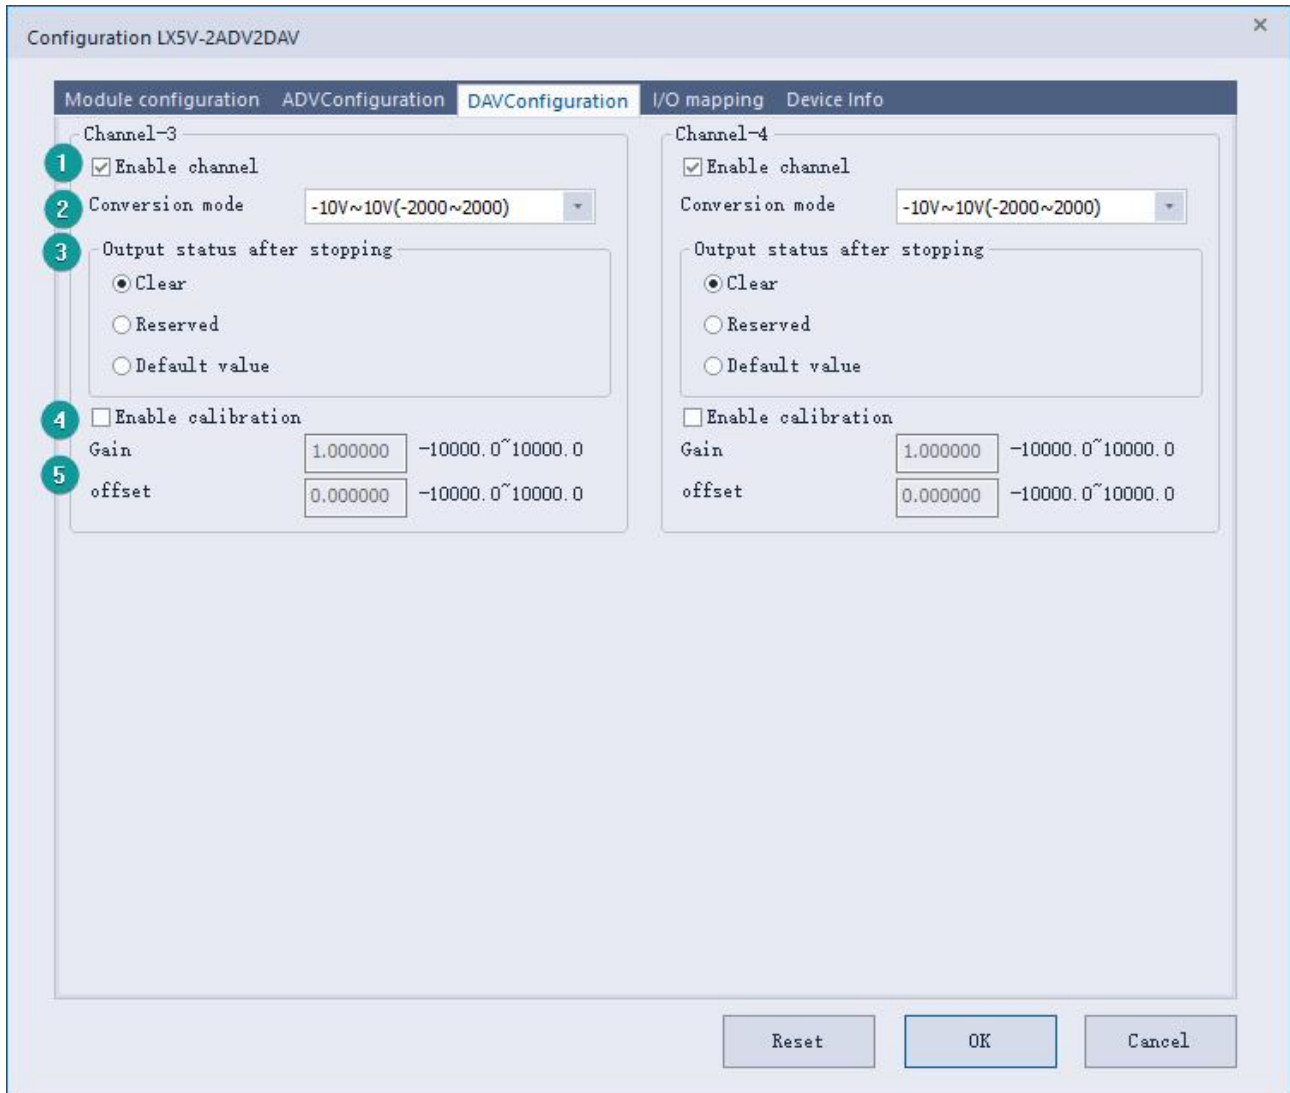 Configuration LX5V-2ADV2DAV
×
Module configuration ADVConfiguration DAVConfiguration I/O mapping Device Info
Channel-3
1 Enable channel
2 Conversion mode -10V~10V(-2000~2000)
3 Output status after stopping
Clear
Reserved
Default value
4 Enable calibration
Gain 1.000000 -10000.0~10000.0
5
offset 0.000000 -10000.0~10000.0
Channel-4
Enable channel
Conversion mode -10V~10V(-2000~2000)
Output status after stopping
Clear
Reserved
Default value
Enable calibration
Gain 1.000000 -10000.0~10000.0
offset 0.000000 -10000.0~10000.0
Reset OK Cancel